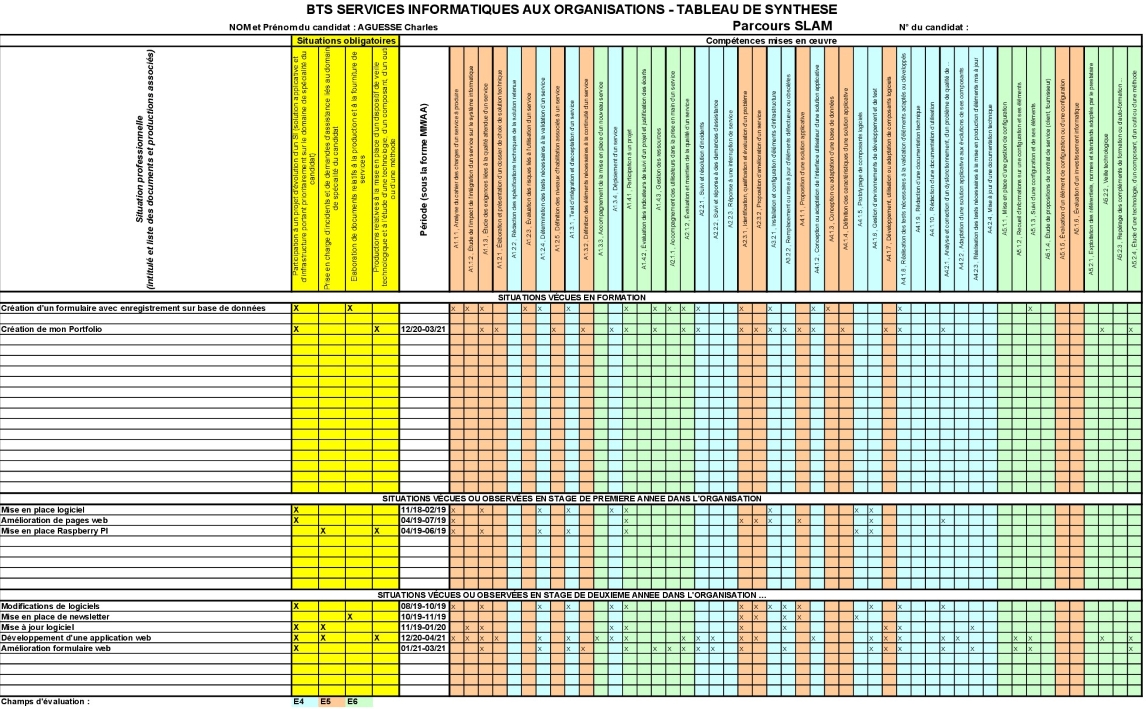 BTS SERVICES INFORMATIQUES AUX ORGANISATIONS - TABLEAU DE SYNTHESE
NOM et Prénom du candidat : AGUESSE Charles
Parcours SLAM
N° du candidat :
Situations obligatoires
Compétences mises en œuvre
Situation professionnelle
(intitulé et liste des documents et productions associés)
Participation à un projet d'évolution d'un SI (solution applicative et
d'infrastructure portant prioritairement sur le domaine de spécialité du
candidat)
Prise en charge d'incidents et de demandes d'assistance liés au domaine
de spécialité du candidat
Elaboration de documents relatifs à la production et à la fourniture de
services
Productions relatives à la mise en place d'un dispositif de veille
technologique et à l'étude d'une technologie, d'un composant, d'un outil
ou d'une méthode
Période (sous la forme MMAA)
A1.1.1 , Analyse du cahier des charges d'un service à produire
A1.1.2 , Étude de l'impact de l'intégration d'un service sur le système informatique
A1.1.3 , Étude des exigences liées à la qualité attendue d'un service
A1.2.1 , Élaboration et présentation d'un dossier de choix de solution technique
A1.2.2 , Rédaction des spécifications techniques de la solution retenue
A1.2.3 , Évaluation des risques liés à l'utilisation d'un service
A1.2.4 , Détermination des tests nécessaires à la validation d'un service
A1.2.5 , Définition des niveaux d'habilitation associés à un service
A1.3.1 , Test d'intégration et d'acceptation d'un service
A1.3.2 , Définition des éléments nécessaires à la continuité d'un service
A1.3.3 , Accompagnement de la mise en place d'un nouveau service
A1.3.4 , Déploiement d'un service
A1.4.1 , Participation à un projet
A1.4.2 , Évaluation des indicateurs de suivi d'un projet et justification des écarts
A1.4.3 , Gestion des ressources
A2.1.1 , Accompagnement des utilisateurs dans la prise en main d'un service
A2.1.2 , Évaluation et maintien de la qualité d'un service
A2.2.1 , Suivi et résolution d'incidents
A2.2.2 , Suivi et réponse à des demandes d'assistance
A2.2.3 , Réponse à une interruption de service
A2.3.1 , Identification, qualification et évaluation d'un problème
A2.3.2 , Proposition d'amélioration d'un service
A3.2.1 , Installation et configuration d'éléments d'infrastructure
A3.2.2 , Remplacement ou mise à jour d'éléments défectueux ou obsolètes
A4.1.1 , Proposition d'une solution applicative
A4.1.2 , Conception ou adaptation de l'interface utilisateur d'une solution applicative
A4.1.3 , Conception ou adaptation d'une base de données
A4.1.4 , Définition des caractéristiques d'une solution applicative
A4.1.5 , Prototypage de composants logiciels
A4.1.6 , Gestion d'environnements de développement et de test
A4.1.7 , Développement, utilisation ou adaptation de composants logiciels
A4.1.8 , Réalisation des tests nécessaires à la validation d'éléments adaptés ou développés
A4.1.9 , Rédaction d'une documentation technique
A4.1.10 , Rédaction d'une documentation d'utilisation
A4.2.1 , Analyse et correction d'un dysfonctionnement, d'un problème de qualité de ...
A4.2.2 , Adaptation d'une solution applicative aux évolutions de ses composants
A4.2.3 , Réalisation des tests nécessaires à la mise en production d'éléments mis à jour
A4.2.4 , Mise à jour d'une documentation technique
A5.1.1 , Mise en place d'une gestion de configuration
A5.1.2 , Recueil d'informations sur une configuration et ses éléments
A5.1.3 , Suivi d'une configuration et de ses éléments
A5.1.4 , Étude de propositions de contrat de service (client, fournisseur)
A5.1.5 , Évaluation d'un élément de configuration ou d'une configuration
A5.1.6 , Évaluation d'un investissement informatique
A5.2.1 , Exploitation des référentiels, normes et standards adoptés par le prestataire
A5.2.2 , Veille technologique
A5.2.3 , Repérage des compléments de formation ou d'auto-formation ...
A5.2.4 , Étude d'une technologie, d'un composant, d'un outil ou d'une méthode
SITUATIONS VÉCUES EN FORMATION
Création d'un formulaire avec enregistrement sur base de données X X x x x x x x x x x x x x x x x x
Création de mon Portfolio X X 12/20-03/21 x x x x x x x x x x x x x x x x x x x
SITUATIONS VÉCUES OU OBSERVÉES EN STAGE DE PREMIERE ANNEE DANS L'ORGANISATION
Mise en place logiciel X 11/18-02/19 x x x x x x x x x x
Amélioration de pages web X 04/19-07/19 x x x x x x x x
Mise en place Raspberry PI X X 04/19-06/19 x x x x x x x
SITUATIONS VÉCUES OU OBSERVÉES EN STAGE DE DEUXIEME ANNEE DANS L'ORGANISATION ...
Modifications de logiciels X 08/19-10/19 x x x x x x x x x x x x x
Mise en place de newsletter X 10/19-11/19 x x x x x x
Mise à jour logiciel X X 11/19-01/20 x x x x x x x x x
Développement d'une application web X X X 12/20-04/21 x x x x x x x x x x x x x x x x x x x x x x x
Amélioration formulaire web X 01/21-03/21 x x x x x x x x x x x x x x x x x x x
Champs d'évaluation : E4 E5 E6